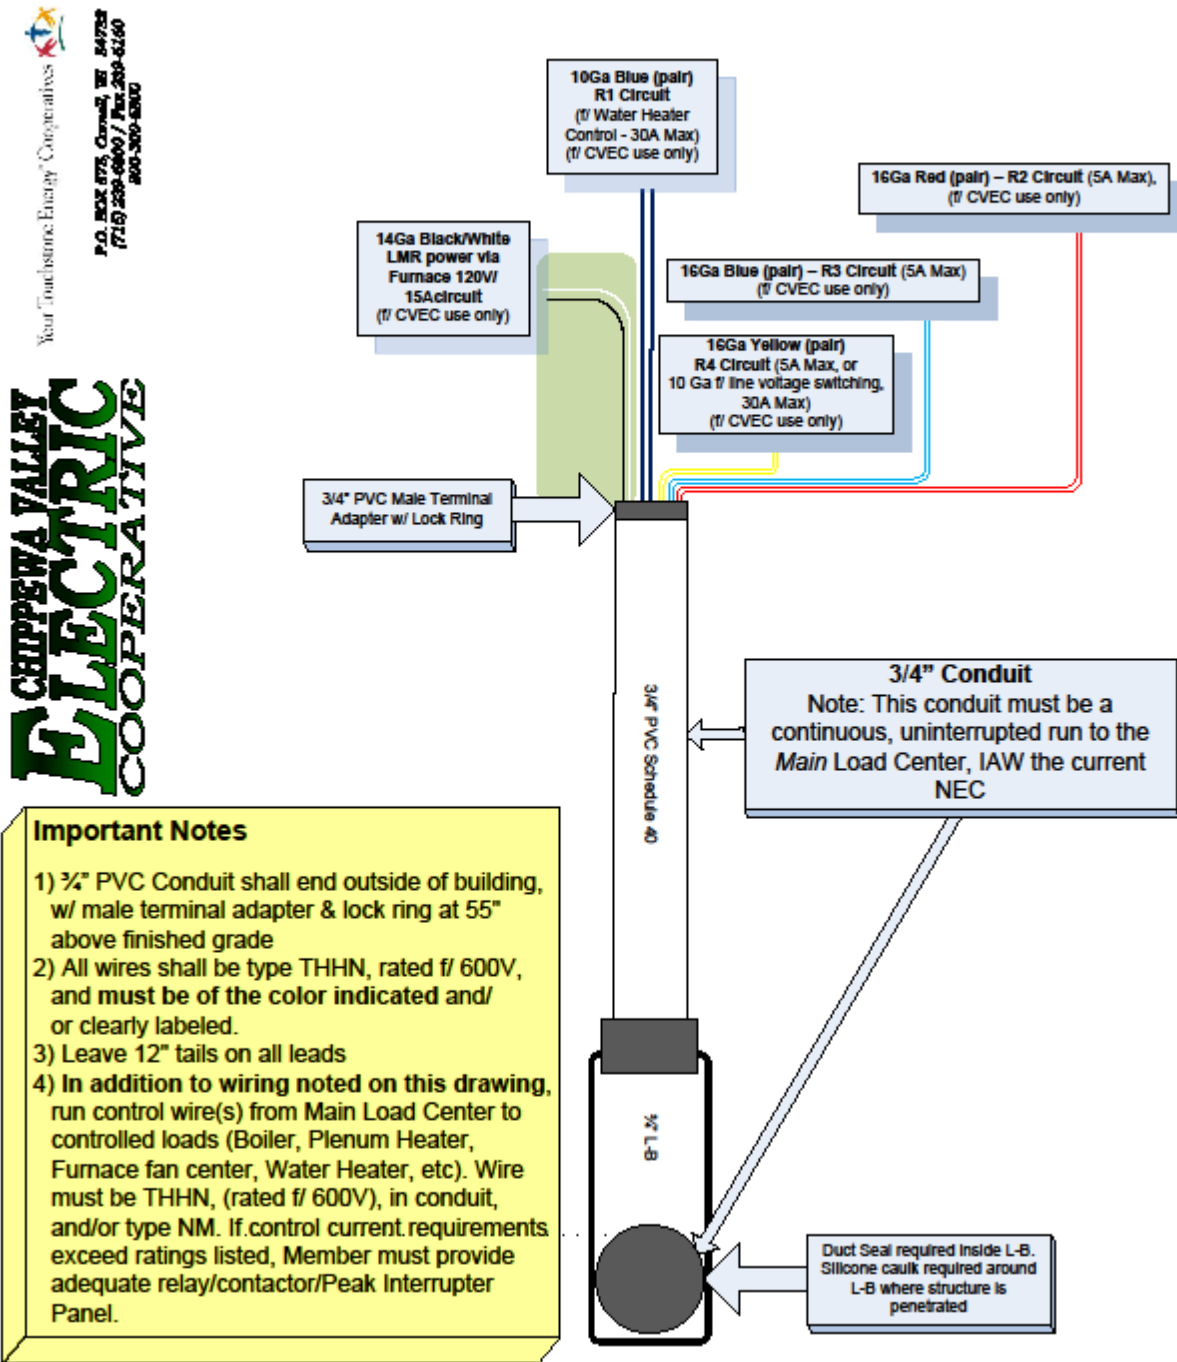 Your Touchstone Energy® Cooperatives
(715) 239-6800 / Fax 239-6160
CHIPPEWA VALLEY
ELECTRIC
COOPERATIVE
10Ga Blue (pair)
R1 Circuit
(f/ Water Heater
Control - 30A Max)
(f/ CVEC use only)
16Ga Red (pair) – R2 Circuit (5A Max),
(f/ CVEC use only)
14Ga Black/White
LMR power via
Furnace 120V/
15Acircuit
(f/ CVEC use only)
16Ga Blue (pair) – R3 Circuit (5A Max)
(f/ CVEC use only)
16Ga Yellow (pair)
R4 Circuit (5A Max, or
10 Ga f/ line voltage switching,
30A Max)
(f/ CVEC use only)
3/4" PVC Male Terminal
Adapter w/ Lock Ring
3/4" PVC Schedule 40
3/4” Conduit
Note: This conduit must be a
continuous, uninterrupted run to the
Main Load Center, IAW the current
NEC
Important Notes
1) ¾” PVC Conduit shall end outside of building,
w/ male terminal adapter & lock ring at 55"
above finished grade
2) All wires shall be type THHN, rated f/ 600V,
and must be of the color indicated and/
or clearly labeled.
3) Leave 12" tails on all leads
4) In addition to wiring noted on this drawing,
run control wire(s) from Main Load Center to
controlled loads (Boiler, Plenum Heater,
Furnace fan center, Water Heater, etc). Wire
must be THHN, (rated f/ 600V), in conduit,
and/or type NM. If control current requirements
exceed ratings listed, Member must provide
adequate relay/contactor/Peak Interrupter
Panel.
¾" L-B
Duct Seal required inside L-B.
Silicone caulk required around
L-B where structure is
penetrated